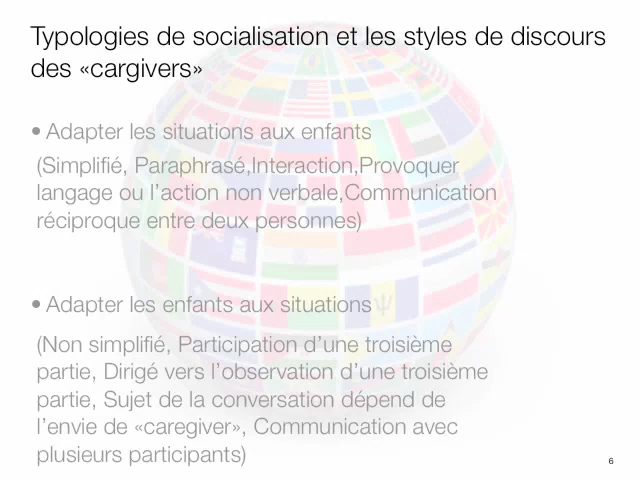 Typologies de socialisation et les styles de discours
des «cargivers»
• Adapter les situations aux enfants
(Simplifié, Paraphrasé,Interaction,Provoquer
langage ou l’action non verbale,Communication
réciproque entre deux personnes)
• Adapter les enfants aux situations
(Non simplifié, Participation d’une troisième
partie, Dirigé vers l’observation d’une troisième
partie, Sujet de la conversation dépend de
l’envie de «caregiver», Communication avec
plusieurs participants)
6